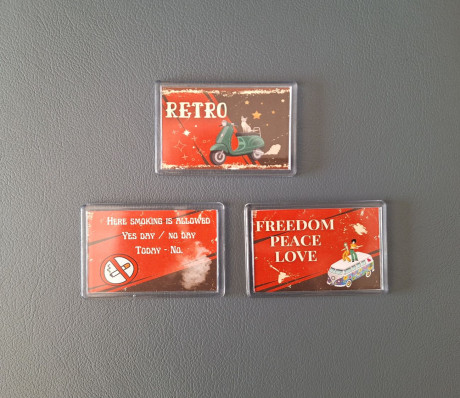 RETRO
Here smoking is allowed
Yes day / no day
Today - No.
FREEDOM
PEACE
LOVE